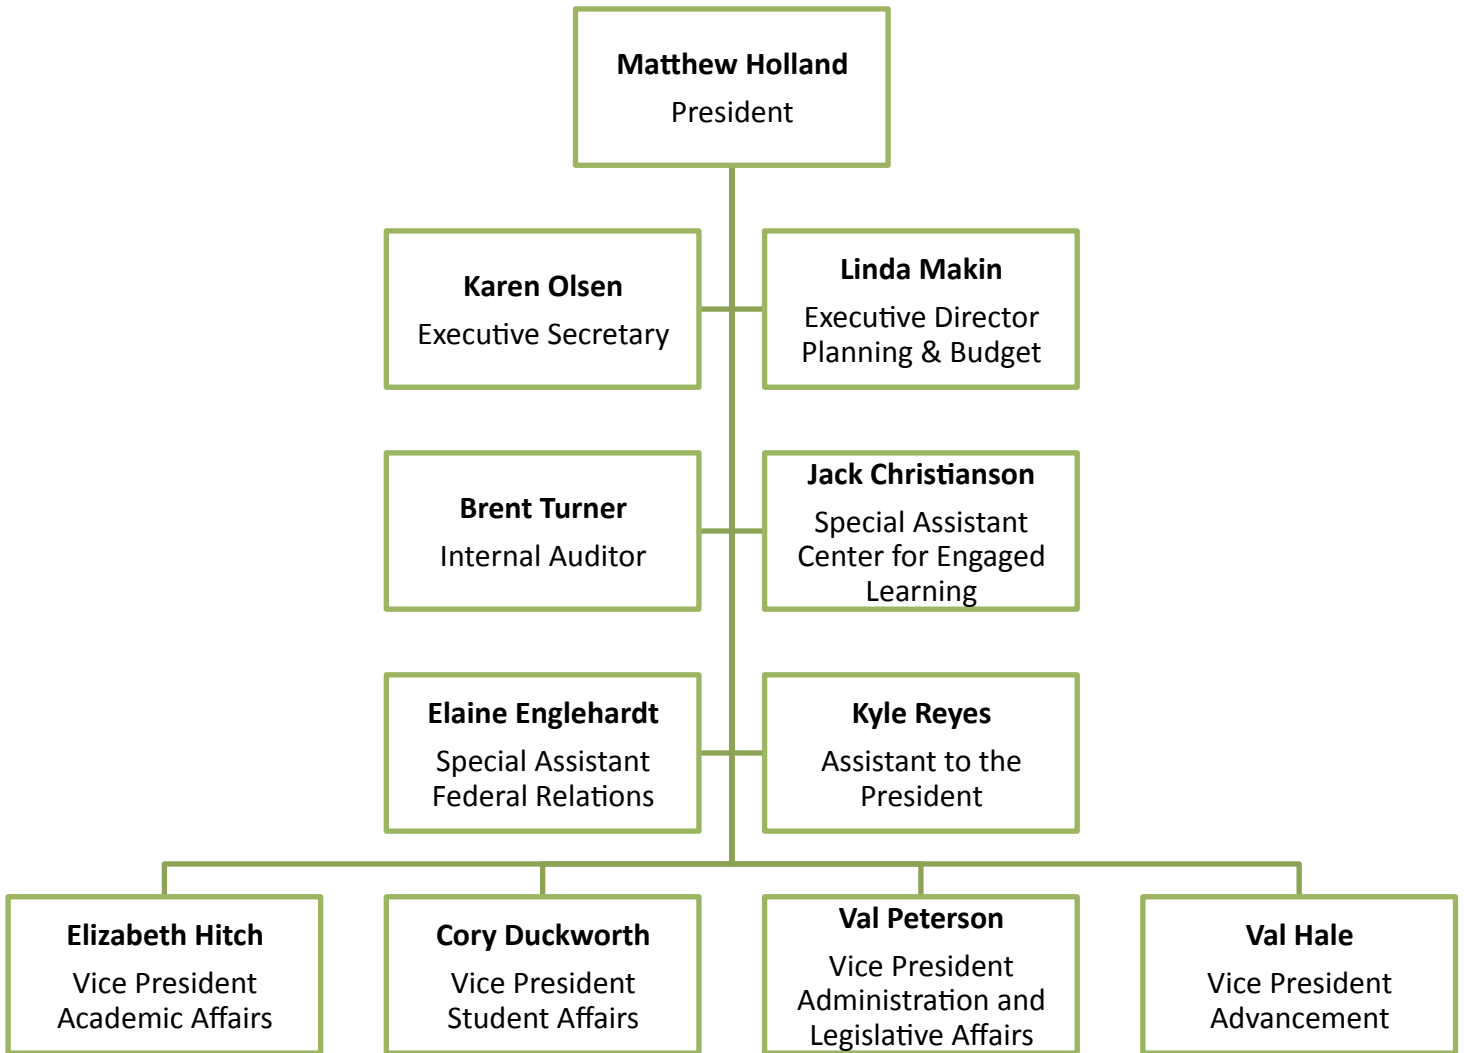 Matthew Holland
President
Karen Olsen
Executive Secretary
Linda Makin
Executive Director
Planning & Budget
Brent Turner
Internal Auditor
Jack Christianson
Special Assistant
Center for Engaged
Learning
Elaine Englehardt
Special Assistant
Federal Relations
Kyle Reyes
Assistant to the
President
Elizabeth Hitch
Vice President
Academic Affairs
Cory Duckworth
Vice President
Student Affairs
Val Peterson
Vice President
Administration and
Legislative Affairs
Val Hale
Vice President
Advancement